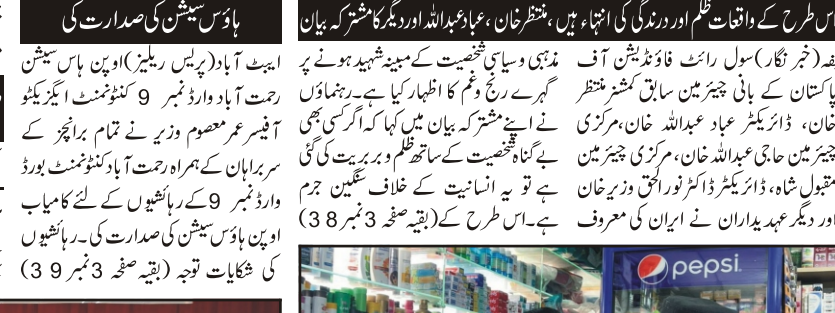 اس طرح کے واقعات ظلم اور درندگی کی انتہاء ہیں، منتظر خان، عباد عبداللہ اور دیگر کا مشترکہ بیان
(خبر نگار) سول رائٹ فاؤنڈیشن آف
پاکستان کے بانی چیئرمین سابق کمشنر منتظر
خان، ڈائریکٹر عباد عبداللہ خان، مرکزی
چیئرمین حاجی عبداللہ خان، مرکزی چیئرمین
مقبول شاہ، ڈائریکٹر ڈاکٹر نور الحق وزیر خان
اور دیگر عہدیداران نے ایران کی معروف
مذہبی و سیاسی شخصیت کے مبینہ شہید ہونے پر
گہرے رنج و غم کا اظہار کیا ہے۔ رہنماؤں
نے اپنے مشترکہ بیان میں کہا کہ اگر کسی بھی
بے گناہ شخصیت کے ساتھ ظلم و بربریت کی گئی
ہے تو یہ انسانیت کے خلاف سنگین جرم
ہے۔ اس طرح کے (بقیہ صفحہ 3 نمبر 38)
ہاؤس سیشن کی صدارت کی
ایبٹ آباد (پریس ریلیز) اوپن ہاس سیشن
رحمت آباد وارڈ نمبر 9 کنٹونمنٹ ایگزیکٹو
آفیسر عمر معصوم وزیر نے تمام برانچز کے
سربراہان کے ہمراہ رحمت آباد کنٹونمنٹ بورڈ
وارڈ نمبر 9 کے رہائشیوں کے لئے کامیاب
اوپن ہاؤس سیشن کی صدارت کی۔ رہائشیوں
کی شکایات توجہ (بقیہ صفحہ 3 نمبر 39)
pepsi